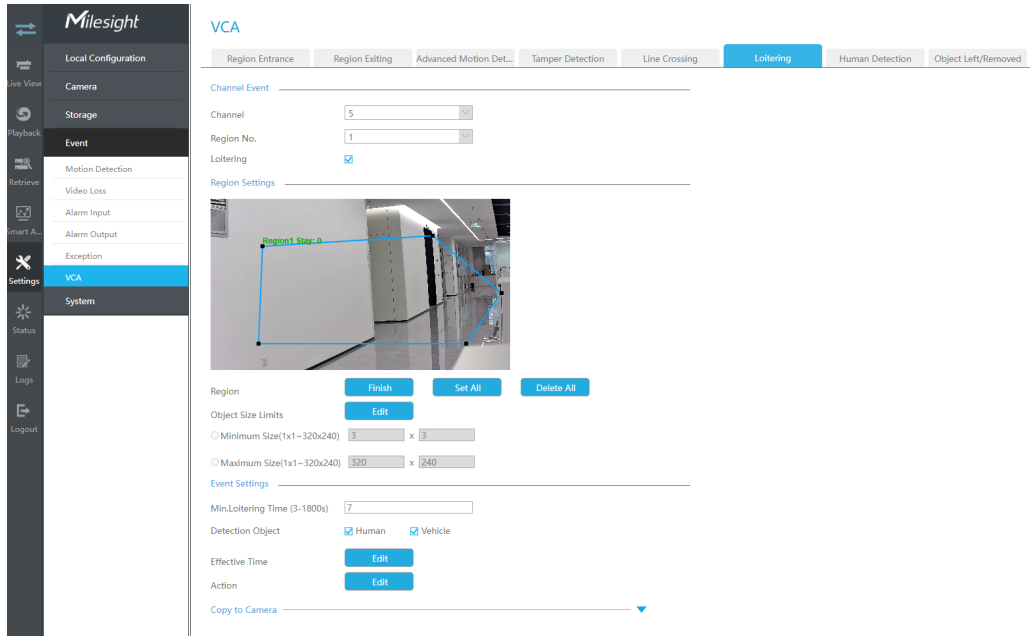 Milesight
Live View
Playback
Retrieve
Smart A...
Settings
Status
Logs
Logout
Local Configuration
Camera
Storage
Event
Motion Detection
Video Loss
Alarm Input
Alarm Output
Exception
VCA
System
VCA
Region Entrance Region Exiting Advanced Motion Det... Tamper Detection Line Crossing Loitering Human Detection Object Left/Removed
Channel Event
Channel 5
Region No. 1
Loitering
Region Settings
Region1 Stay: 0
5
Region Finish Set All Delete All
Object Size Limits Edit
Minimum Size(1x1~320x240) 3 x 3
Maximum Size(1x1~320x240) 320 x 240
Event Settings
Min.Loitering Time (3-1800s) 7
Detection Object Human Vehicle
Effective Time Edit
Action Edit
Copy to Camera